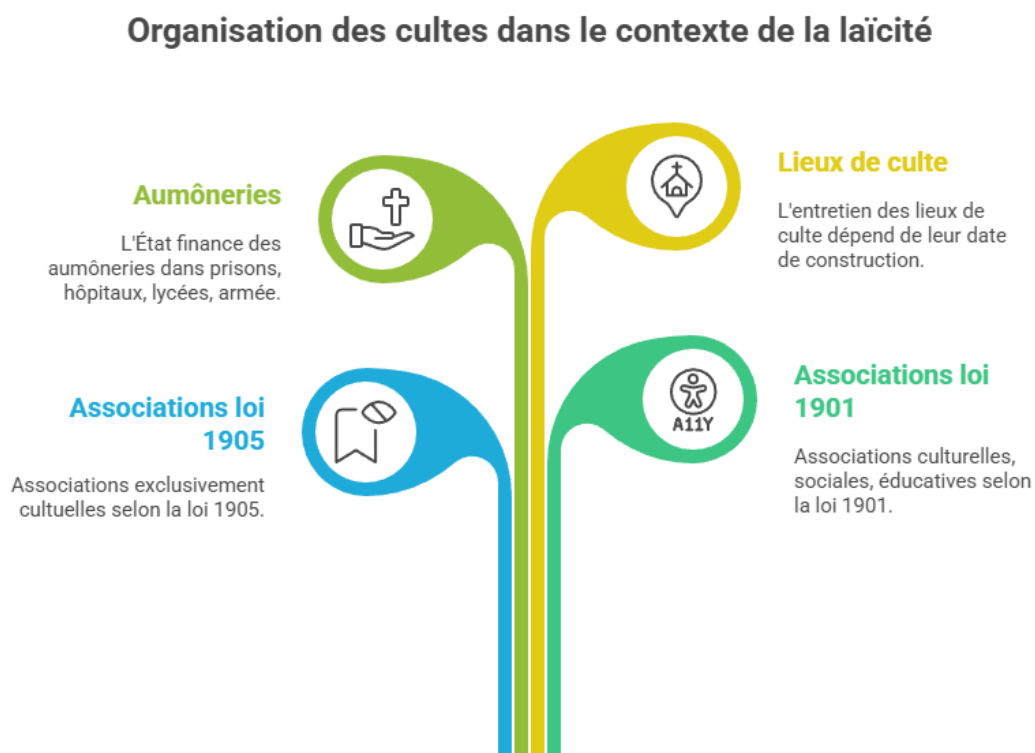 Organisation des cultes dans le contexte de la laïcité
Aumôneries
L'État finance des
aumôneries dans prisons,
hôpitaux, lycées, armée.
Lieux de culte
L'entretien des lieux de
culte dépend de leur date
de construction.
Associations loi
1905
Associations exclusivement
cultuelles selon la loi 1905.
A11Y
Associations loi
1901
Associations culturelles,
sociales, éducatives selon
la loi 1901.